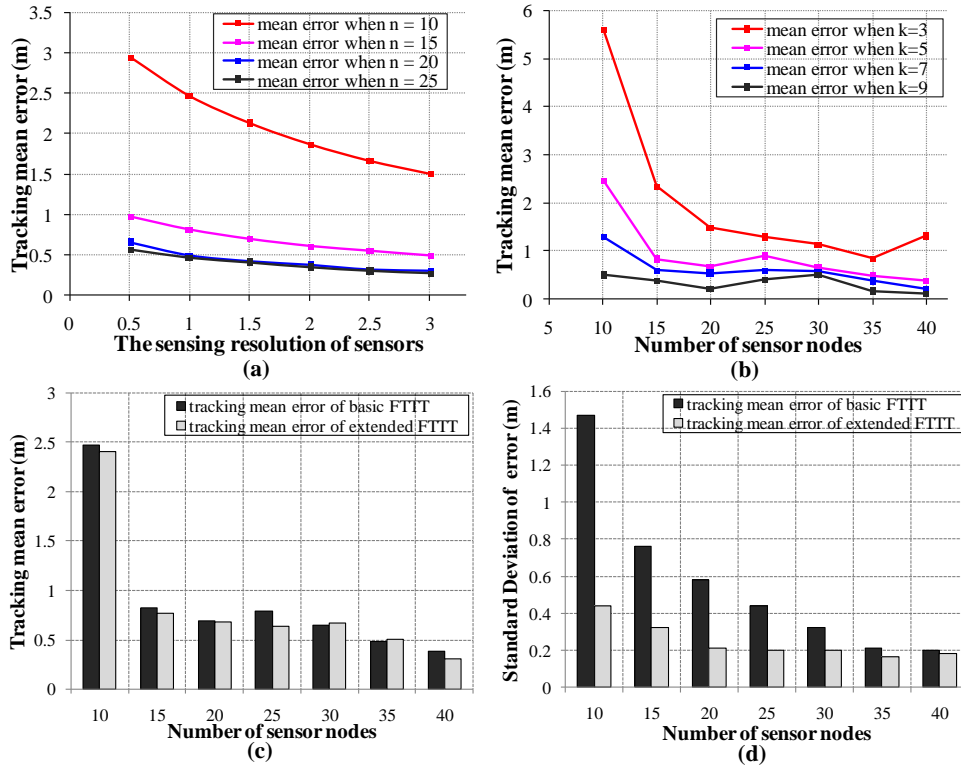 mean error when n = 10
mean error when n = 15
mean error when n = 20
mean error when n = 25
Tracking mean error (m)
3.5
3
2.5
2
1.5
1
0.5
0
0 0.5 1 1.5 2 2.5 3
The sensing resolution of sensors
(a)
mean error when k=3
mean error when k=5
mean error when k=7
mean error when k=9
Tracking mean error (m)
6
5
4
3
2
1
0
5 10 15 20 25 30 35 40
Number of sensor nodes
(b)
tracking mean error of basic FTTT
tracking mean error of extended FTTT
Tracking mean error (m)
3
2.5
2
1.5
1
0.5
0
10 15 20 25 30 35 40
Number of sensor nodes
(c)
tracking mean error of basic FTTT
tracking mean error of extended FTTT
Standard Deviation of error (m)
1.6
1.4
1.2
1
0.8
0.6
0.4
0.2
0
10 15 20 25 30 35 40
Number of sensor nodes
(d)